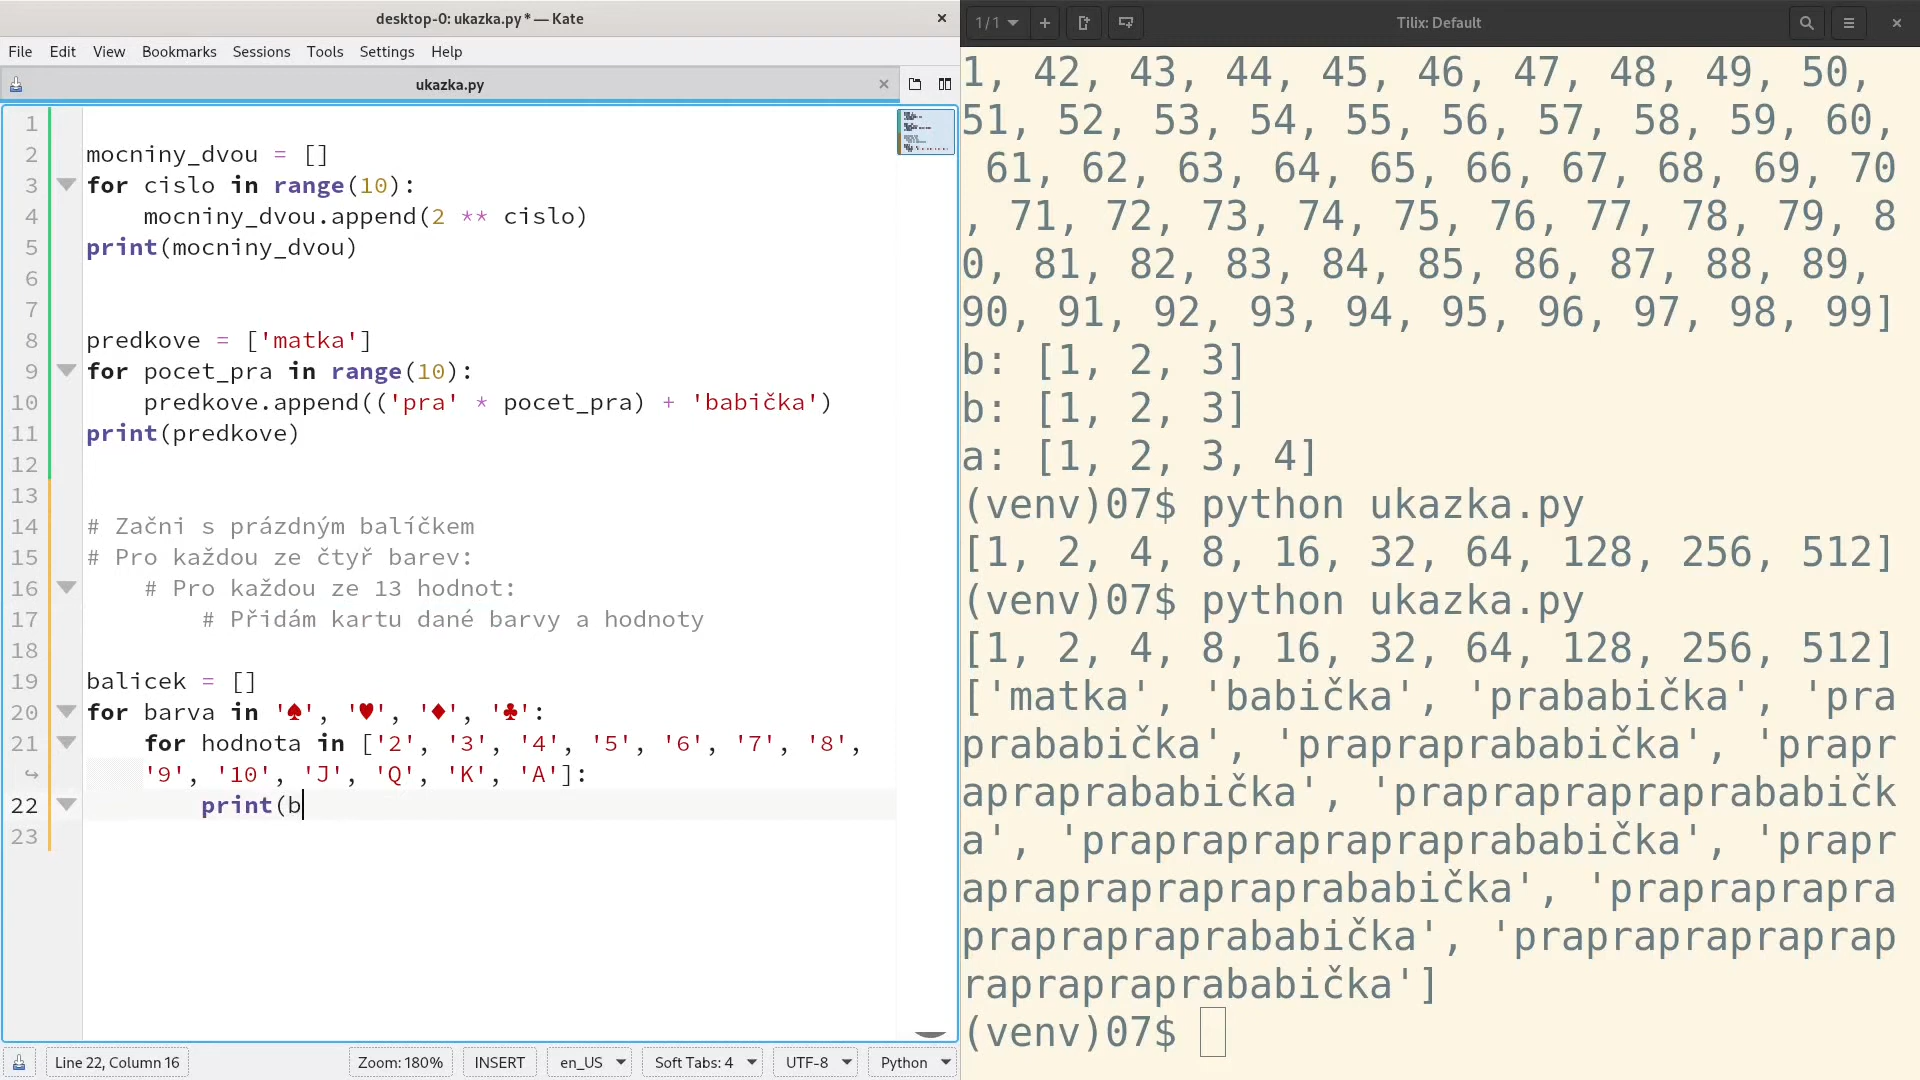 desktop-0: ukazka.py * — Kate
File Edit View Bookmarks Sessions Tools Settings Help
ukazka.py
1
2 mocniny_dvou = []
3 for cislo in range(10):
4 mocniny_dvou.append(2 ** cislo)
5 print(mocniny_dvou)
6
7
8 predkove = ['matka']
9 for pocet_pra in range(10):
10 predkove.append(('pra' * pocet_pra) + 'babička')
11 print(predkove)
12
13
14 # Začni s prázdným balíčkem
15 # Pro každou ze čtyř barev:
16 # Pro každou ze 13 hodnot:
17 # Přidám kartu dané barvy a hodnoty
18
19 balicek = []
20 for barva in '♠', '♥', '♦', '♣':
21 for hodnota in ['2', '3', '4', '5', '6', '7', '8',
'9', '10', 'J', 'Q', 'K', 'A']:
22 print(b
23
Line 22, Column 16 Zoom: 180% INSERT en_US Soft Tabs: 4 UTF-8 Python
1 / 1 Tilix: Default
1, 42, 43, 44, 45, 46, 47, 48, 49, 50,
51, 52, 53, 54, 55, 56, 57, 58, 59, 60,
61, 62, 63, 64, 65, 66, 67, 68, 69, 70
, 71, 72, 73, 74, 75, 76, 77, 78, 79, 8
0, 81, 82, 83, 84, 85, 86, 87, 88, 89,
90, 91, 92, 93, 94, 95, 96, 97, 98, 99]
b: [1, 2, 3]
b: [1, 2, 3]
a: [1, 2, 3, 4]
(venv)07$ python ukazka.py
[1, 2, 4, 8, 16, 32, 64, 128, 256, 512]
(venv)07$ python ukazka.py
[1, 2, 4, 8, 16, 32, 64, 128, 256, 512]
['matka', 'babička', 'prababička', 'pra
prababička', 'prapraprababička', 'prapr
apraprababička', 'praprapraprapraprababičk
a', 'prapraprapraprapraprababička', 'prapr
aprapraprapraprababička', 'prapraprapra
praprapraprababička', 'praprapraprapraprap
raprapraprababička']
(venv)07$